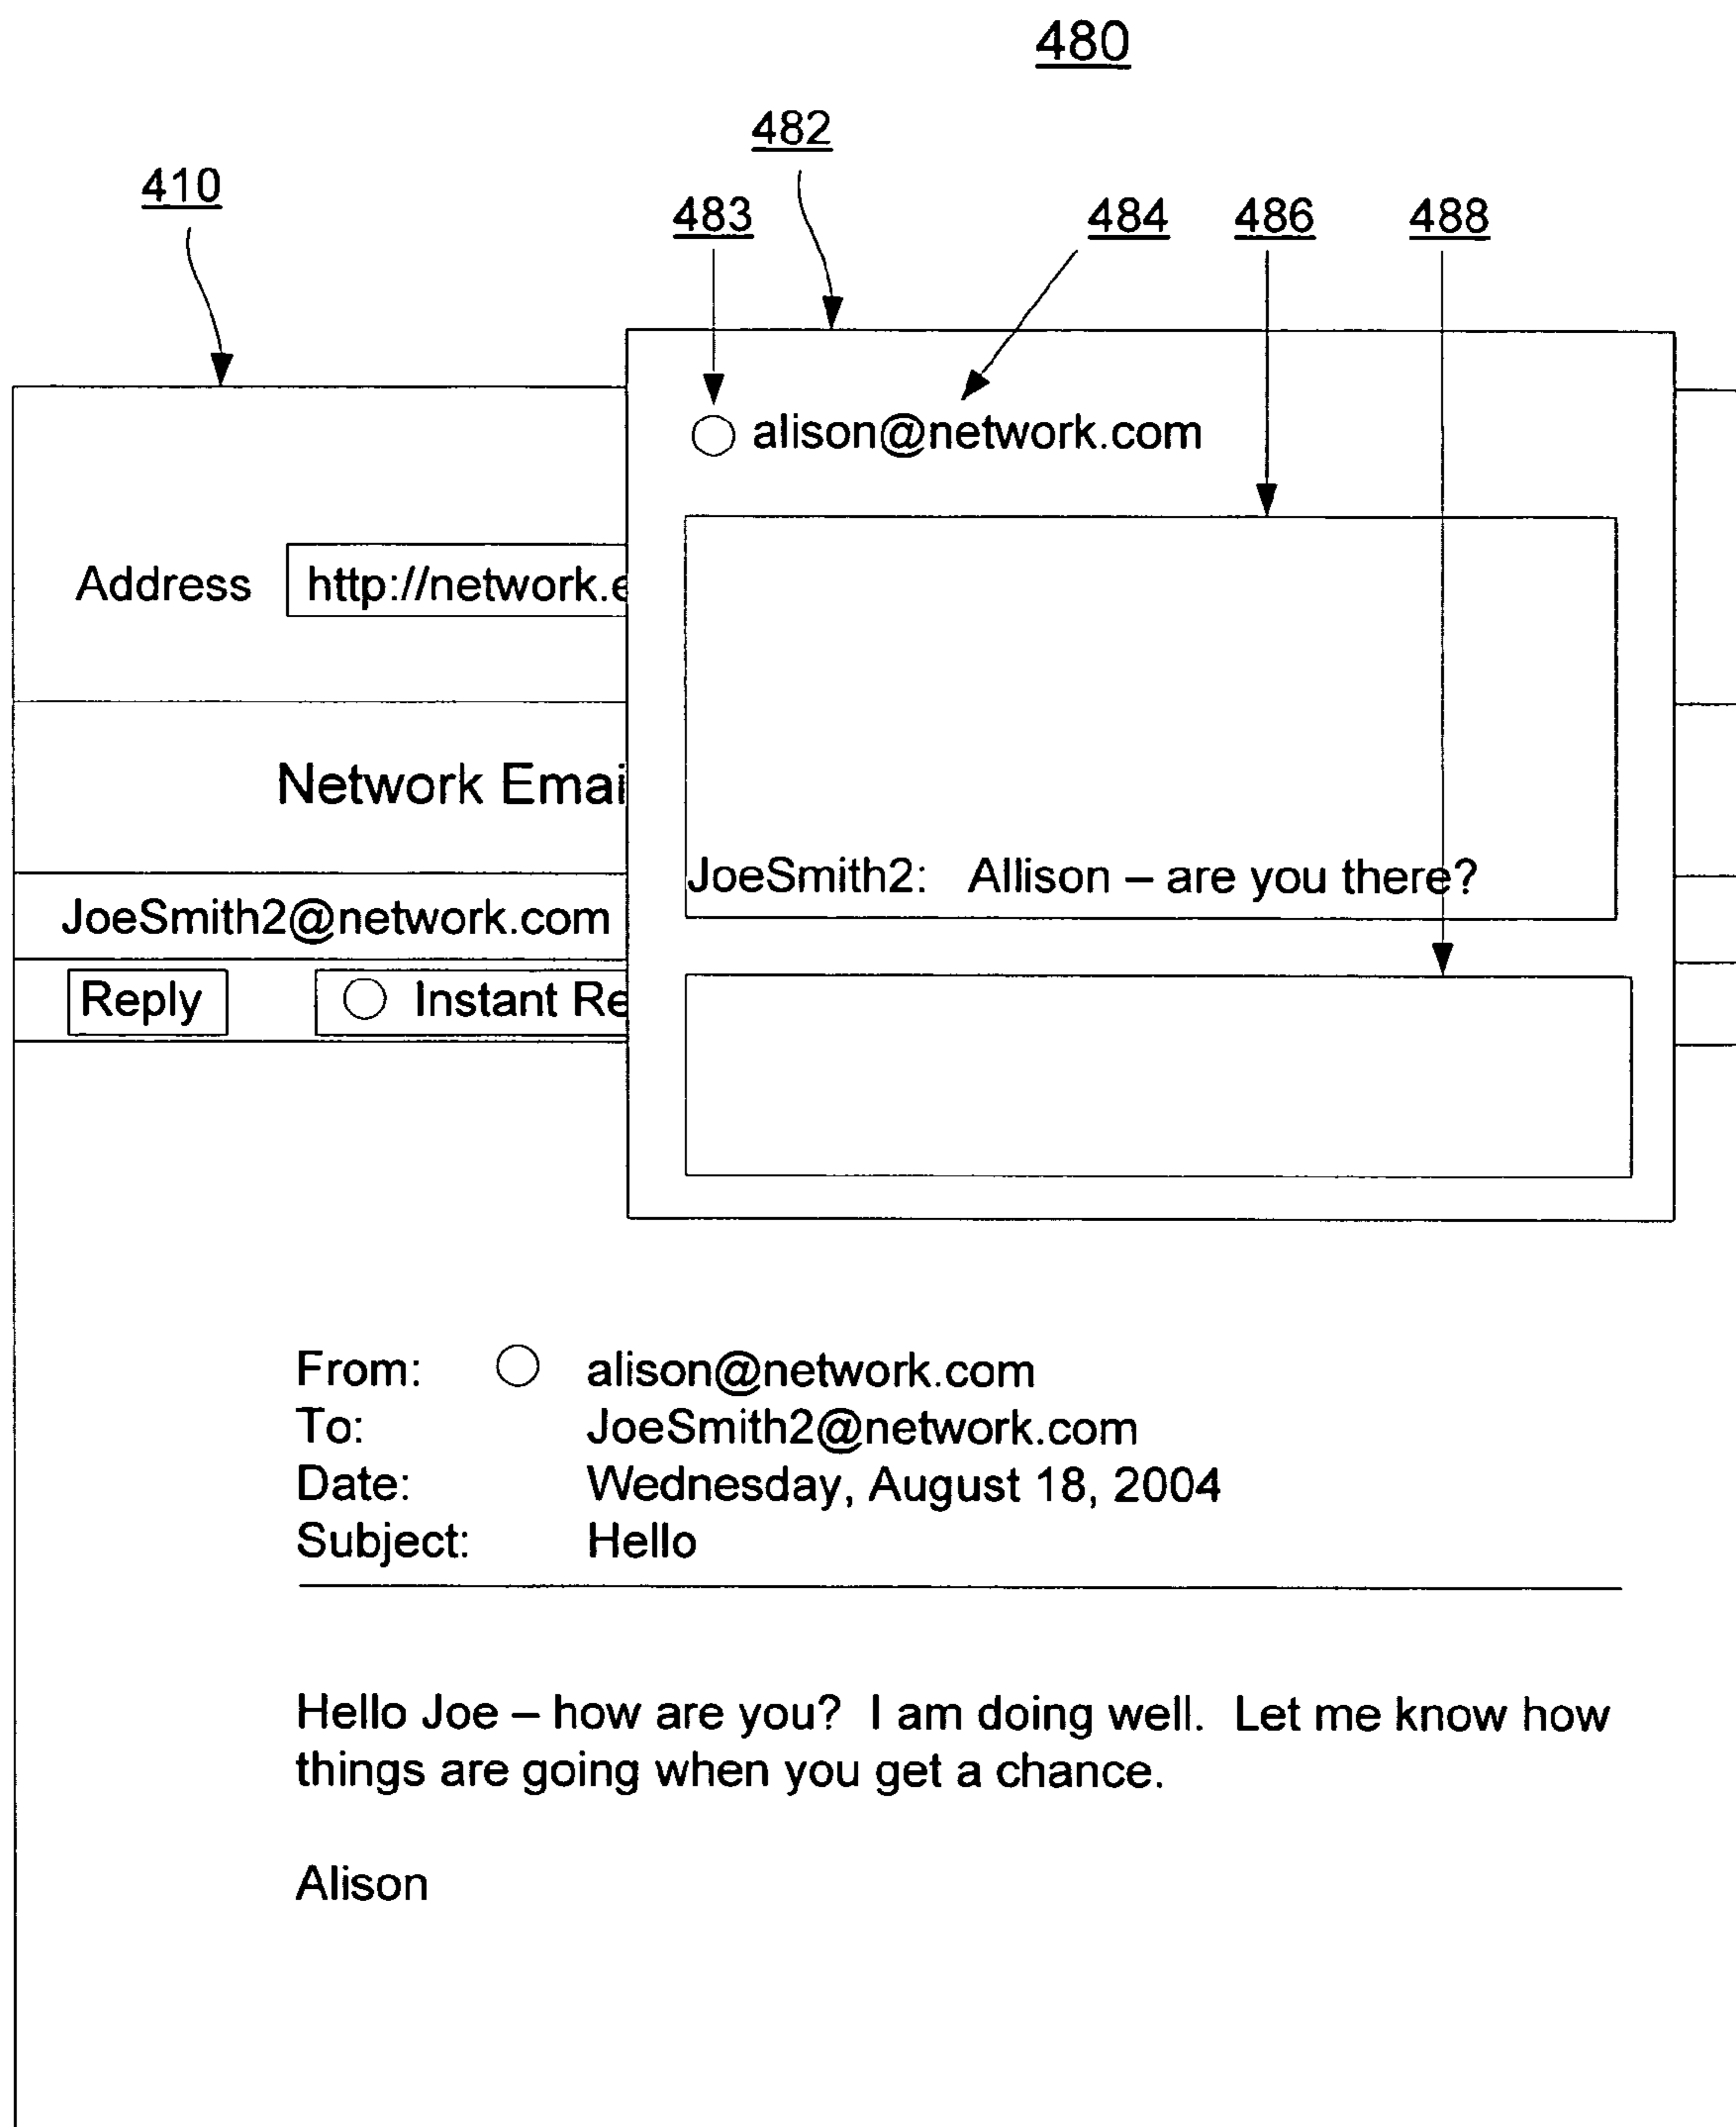 480
482
410
483
484 486 488
alison@network.com
Address http://network.e
Network Emai
JoeSmith2: Allison – are you there?
JoeSmith2@network.com
Reply Instant Re
From: alison@network.com
To: JoeSmith2@network.com
Date: Wednesday, August 18, 2004
Subject: Hello
Hello Joe – how are you? I am doing well. Let me know how
things are going when you get a chance.
Alison